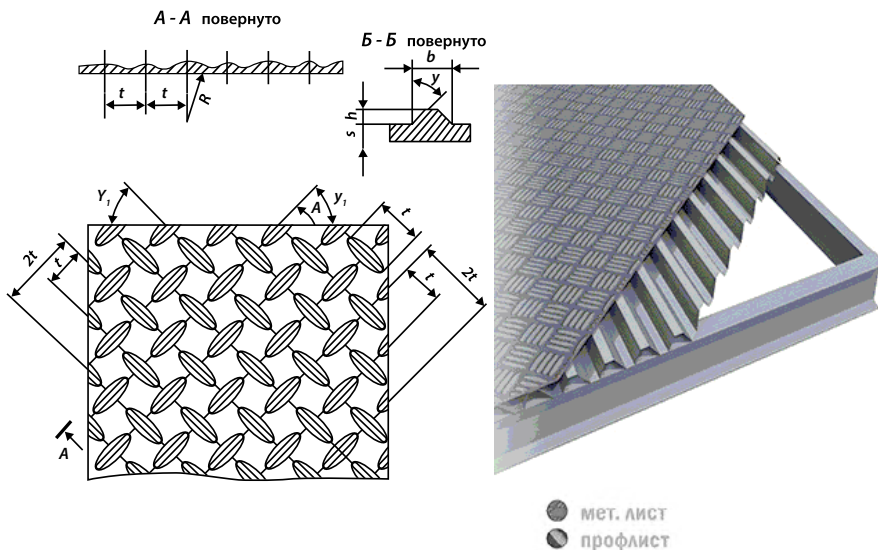 А - А повернуто
Б - Б повернуто
b
y
h
s
t
t
R
Y1
A
y1
t
2t
t
t
2t
А
мет. лист
профлист